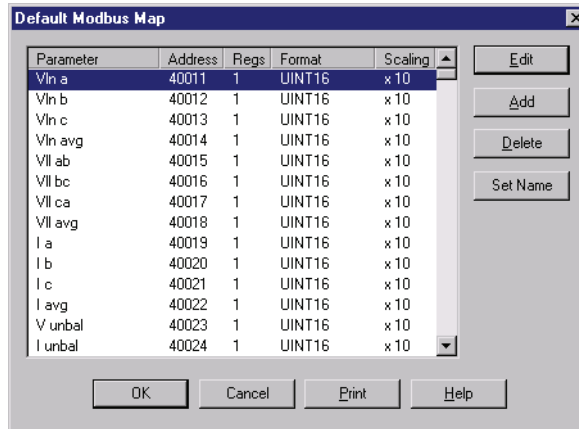 Default Modbus Map
Parameter Address Regs Format Scaling
Vln a 40011 1 UINT16 x 10
Vln b 40012 1 UINT16 x 10
Vln c 40013 1 UINT16 x 10
Vln avg 40014 1 UINT16 x 10
Vll ab 40015 1 UINT16 x 10
Vll bc 40016 1 UINT16 x 10
Vll ca 40017 1 UINT16 x 10
Vll avg 40018 1 UINT16 x 10
I a 40019 1 UINT16 x 10
I b 40020 1 UINT16 x 10
I c 40021 1 UINT16 x 10
I avg 40022 1 UINT16 x 10
V unbal 40023 1 UINT16 x 10
I unbal 40024 1 UINT16 x 10
Edit
Add
Delete
Set Name
OK Cancel Print Help